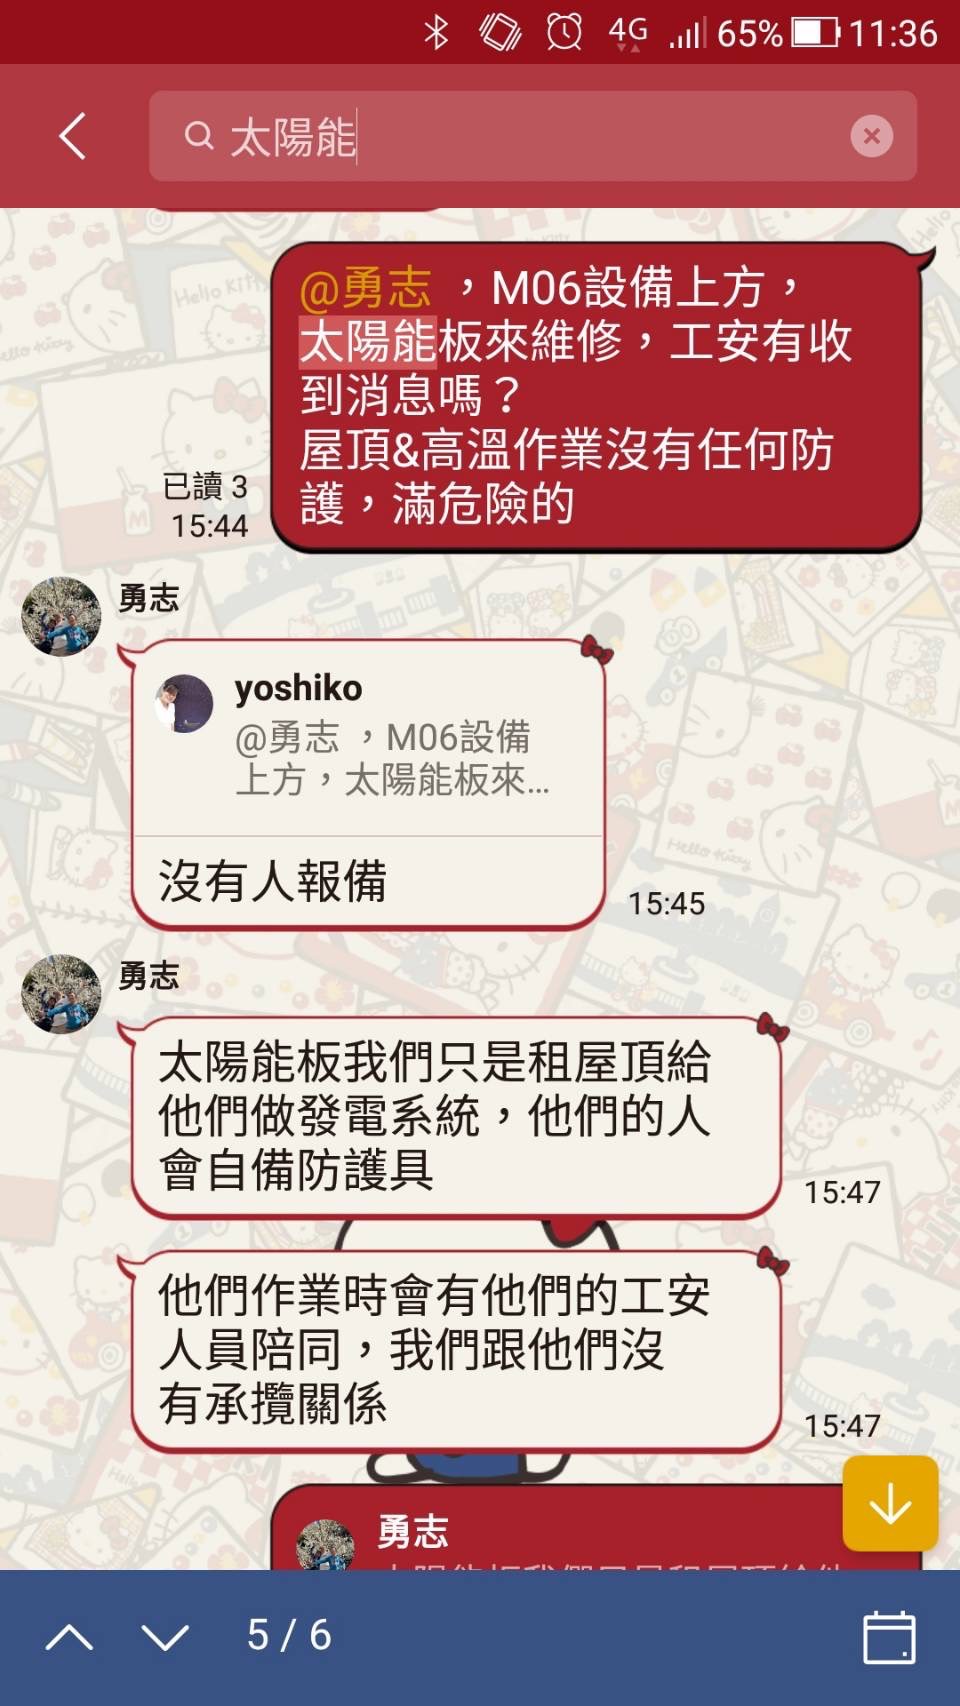 4G 65% 11:36
太陽能
@勇志 ，M06設備上方，
太陽能板來維修，工安有收
到消息嗎？
屋頂&高溫作業沒有任何防
護，滿危險的
已讀 3
15:44
勇志
yoshiko
@勇志 ，M06設備
上方，太陽能板來...
沒有人報備
15:45
勇志
太陽能板我們只是租屋頂給
他們做發電系統，他們的人
會自備防護具
15:47
他們作業時會有他們的工安
人員陪同，我們跟他們沒
有承攬關係
15:47
勇志
5 / 6